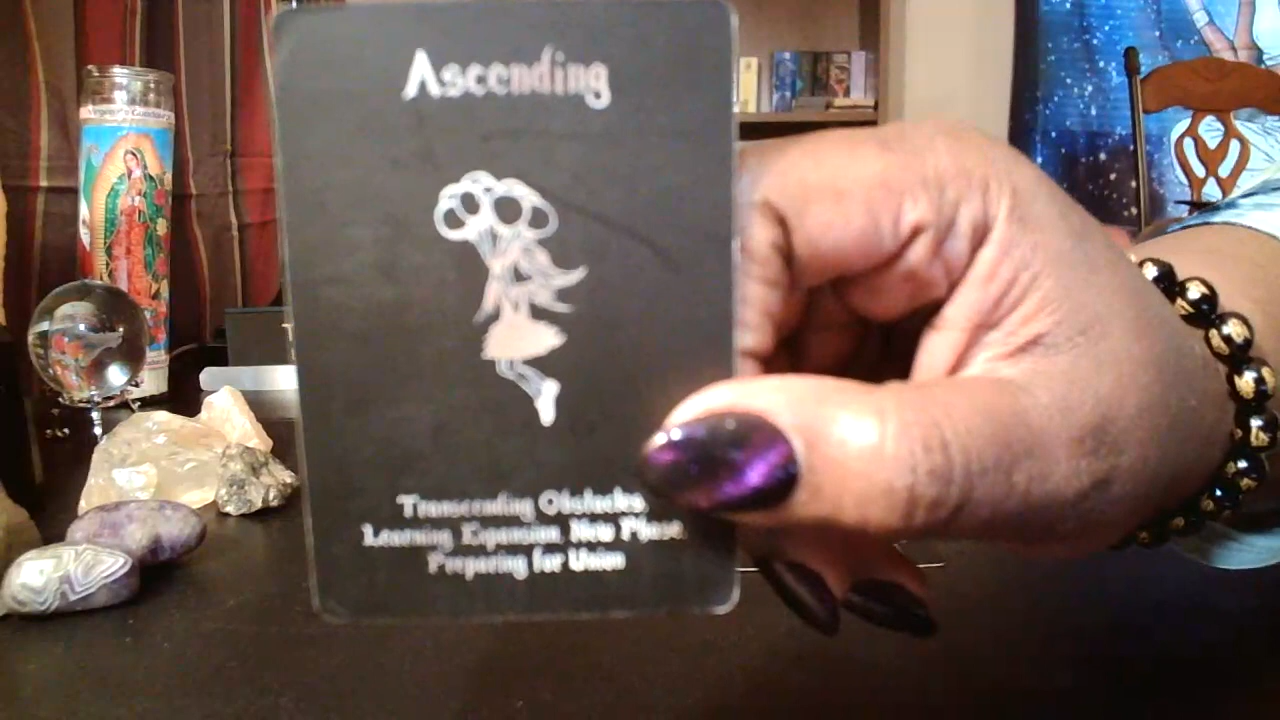 Ascending
Transcending Obstacles,
Learning, Expansion, New Phase,
Preparing for Union